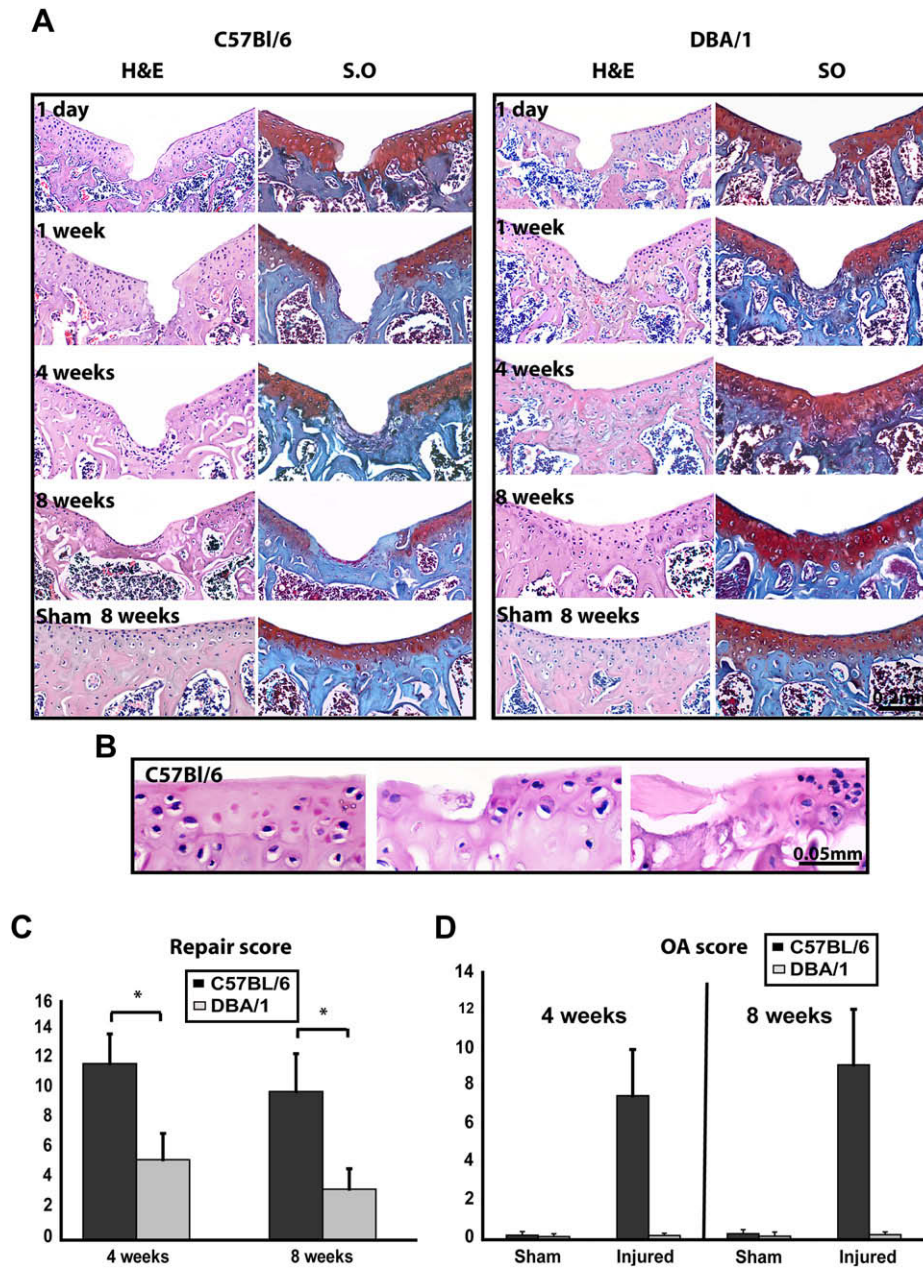 A
C57Bl/6
DBA/1
H&E
S.O
H&E
SO
1 day
1 day
1 week
1 week
4 weeks
4 weeks
8 weeks
8 weeks
Sham 8 weeks
Sham 8 weeks
0.2mm
B
C57Bl/6
0.05mm
C
Repair score
C57BL/6
DBA/1
16
14
12
10
8
6
4
2
0
*
*
4 weeks
8 weeks
D
OA score
C57BL/6
DBA/1
14
12
10
8
6
4
2
0
4 weeks
8 weeks
Sham
Injured
Sham
Injured